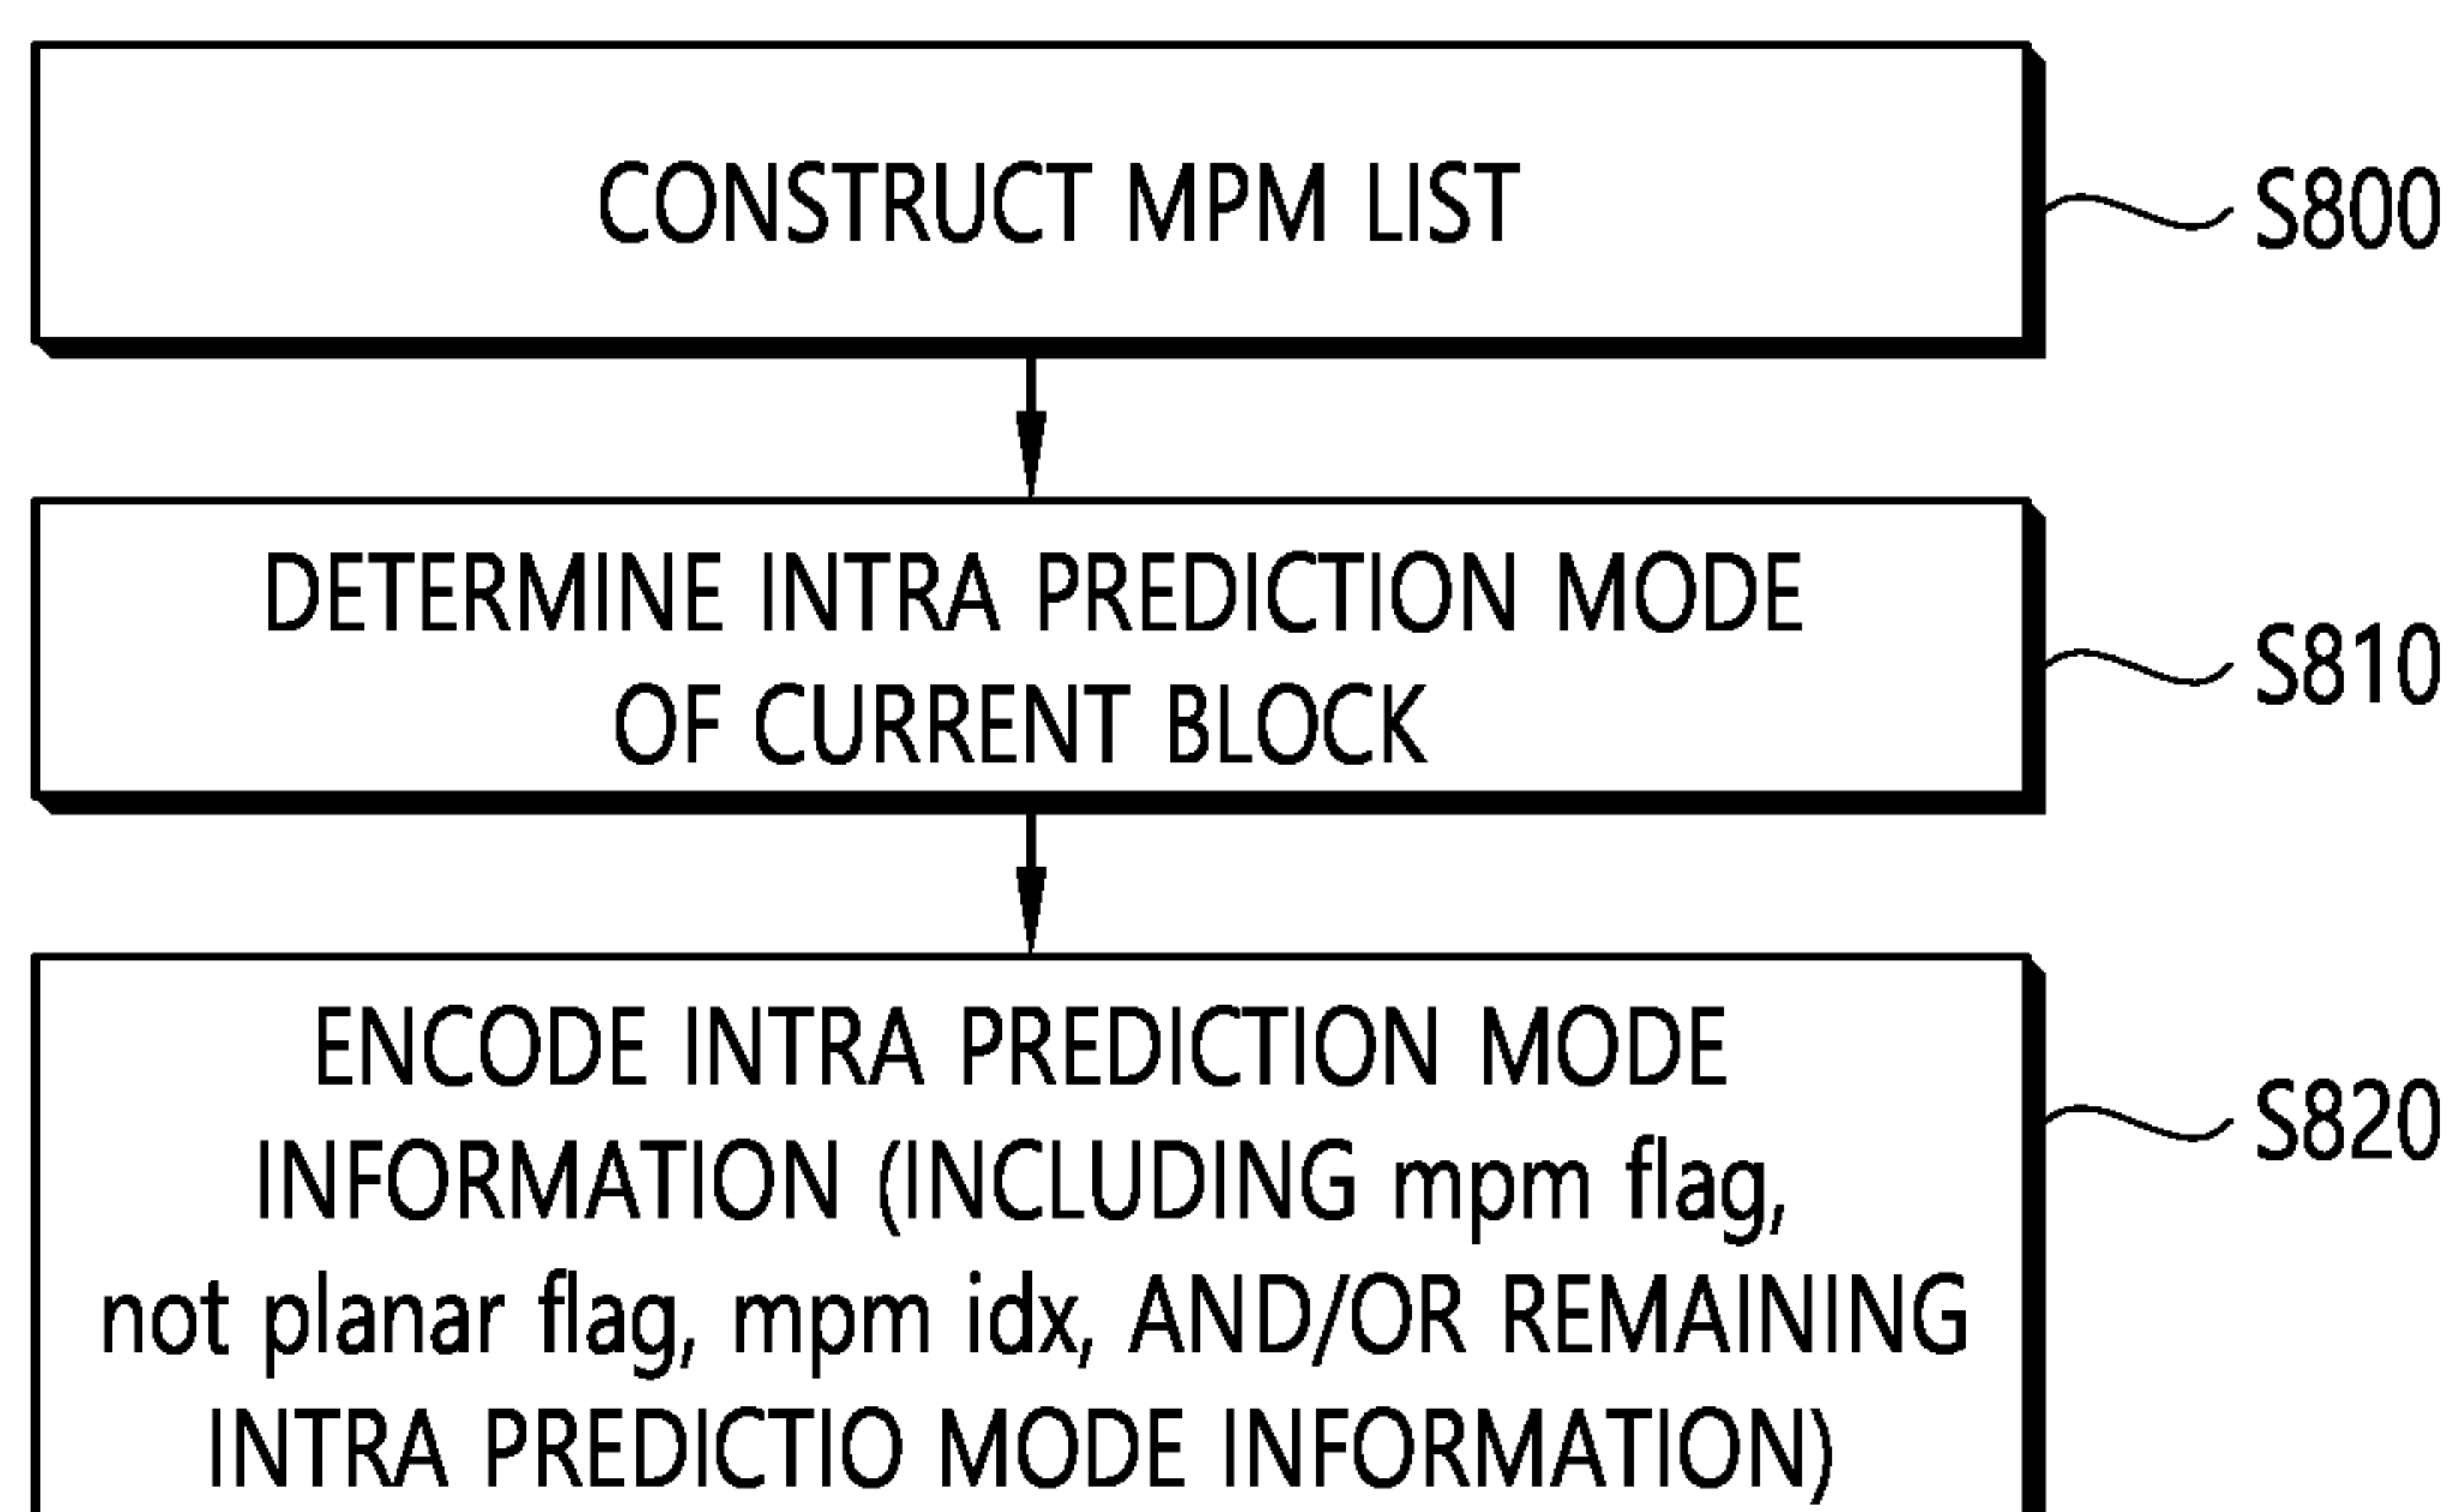 CONSTRUCT MPM LIST
S800
DETERMINE INTRA PREDICTION MODE
OF CURRENT BLOCK
S810
ENCODE INTRA PREDICTION MODE
INFORMATION (INCLUDING mpm flag,
not planar flag, mpm idx, AND/OR REMAINING
INTRA PREDICTIO MODE INFORMATION)
S820